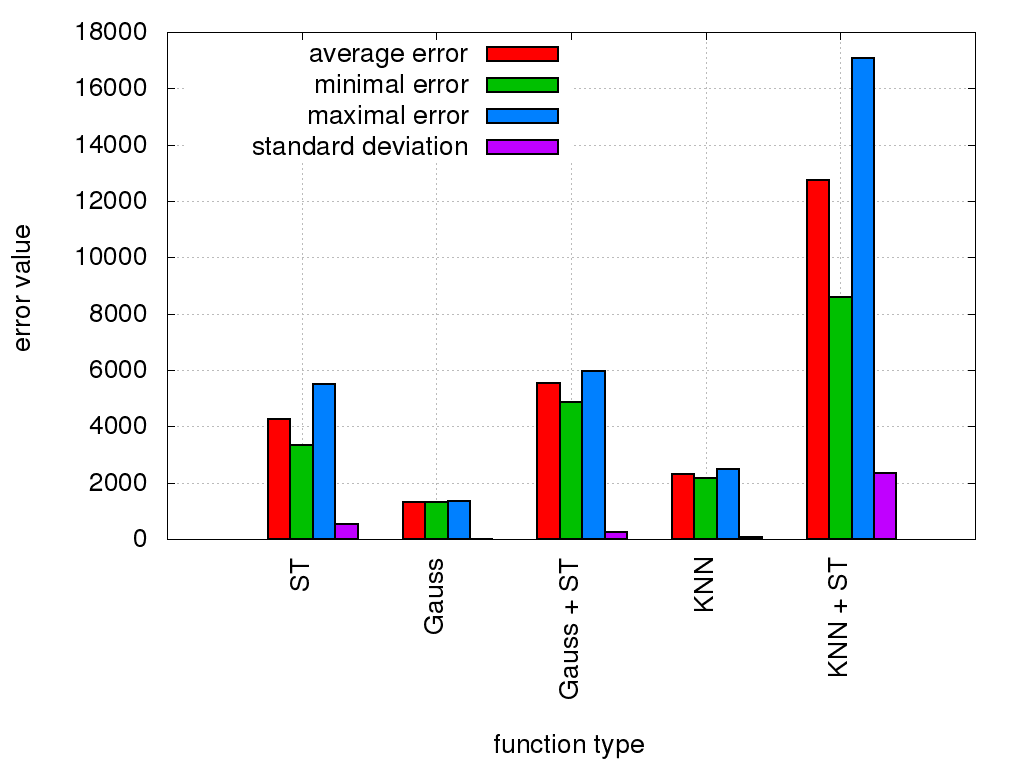 18000
16000
14000
12000
10000
8000
6000
4000
2000
0
error value
average error
minimal error
maximal error
standard deviation
ST
Gauss
Gauss + ST
KNN
KNN + ST
function type